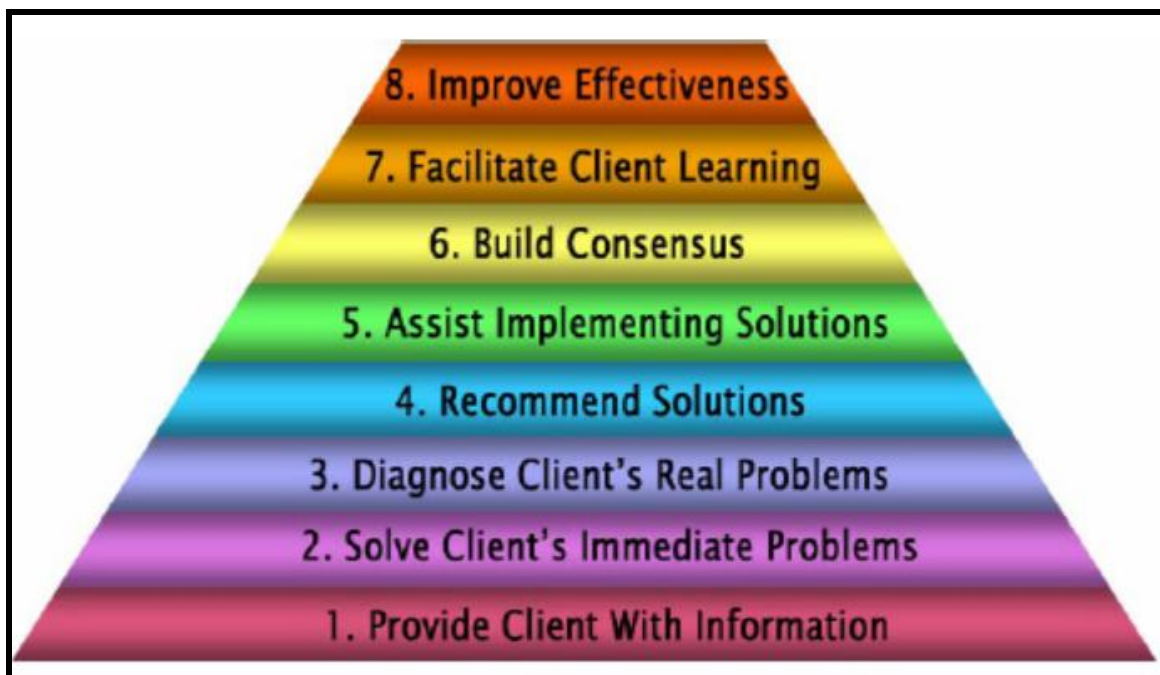 8. Improve Effectiveness
7. Facilitate Client Learning
6. Build Consensus
5. Assist Implementing Solutions
4. Recommend Solutions
3. Diagnose Client's Real Problems
2. Solve Client's Immediate Problems
1. Provide Client With Information